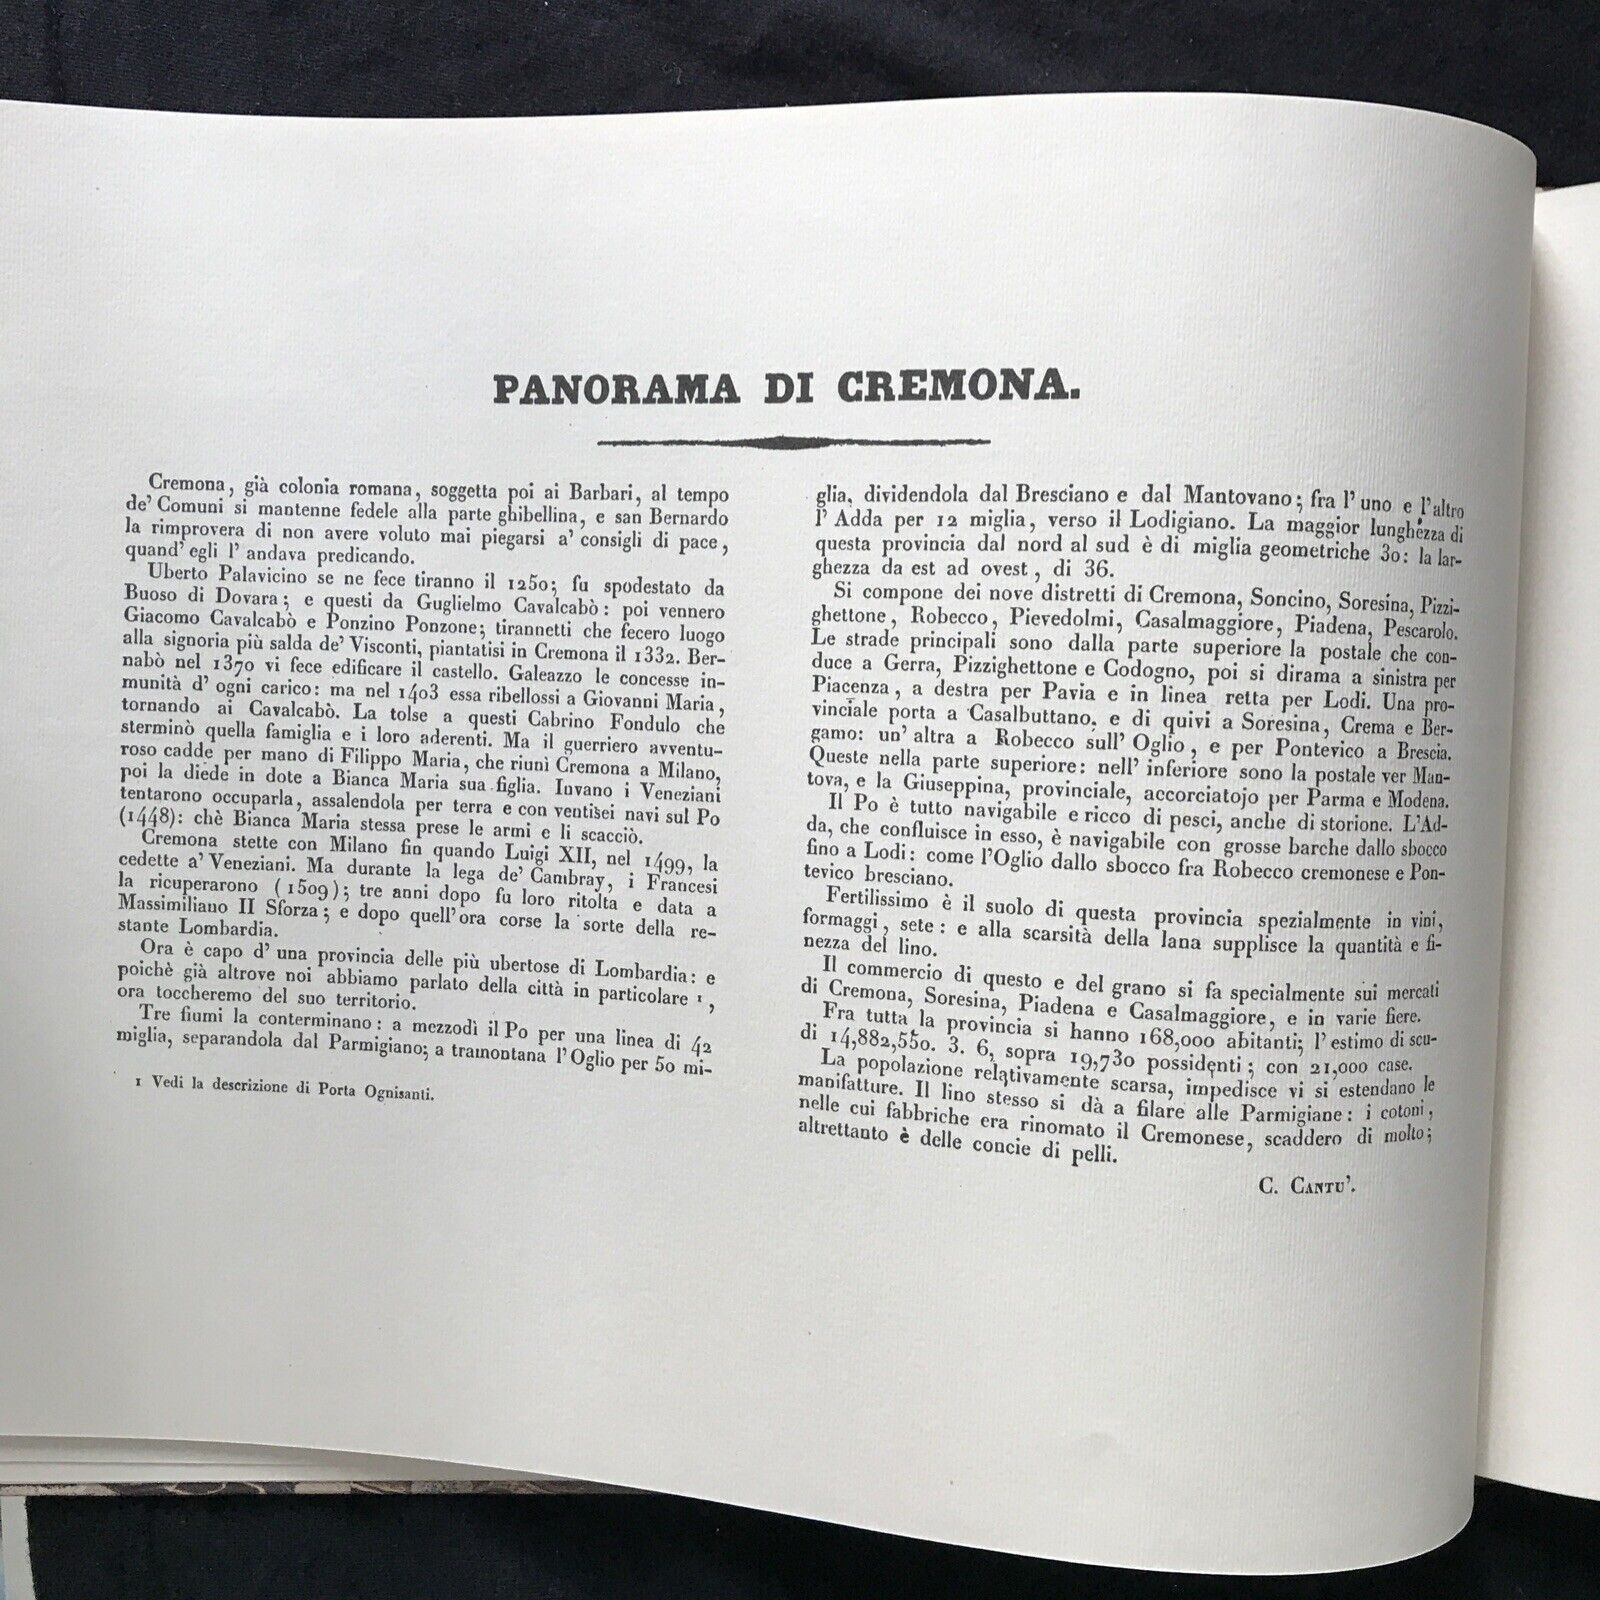 PANORAMA DI CREMONA.
Cremona, già colonia romana, soggetta poi ai Barbari, al tempo
de' Comuni si mantenne fedele alla parte ghibellina, e san Bernardo
la rimprovera di non avere voluto mai piegarsi a' consigli di pace,
quand' egli l' andava predicando.
Uberto Palavicino se ne fece tiranno il 1250; fu spodestato da
Buoso di Dovara; e questi da Guglielmo Cavalcabò: poi vennero
Giacomo Cavalcabò e Ponzino Ponzone; tirannetti che fecero luogo
alla signoria più salda de' Visconti, piantatisi in Cremona il 1332. Ber-
nabò nel 1370 vi fece edificare il castello. Galeazzo le concesse im-
munità d' ogni carico: ma nel 1403 essa ribellossi a Giovanni Maria,
tornando ai Cavalcabò. La tolse a questi Cabrino Fondulo che
sterminò quella famiglia e i loro aderenti. Ma il guerriero avventu-
roso cadde per mano di Filippo Maria, che riunì Cremona a Milano,
poi la diede in dote a Bianca Maria sua figlia. Invano i Veneziani
tentarono occuparla, assalendola per terra e con ventisei navi sul Po
(1448): chè Bianca Maria stessa prese le armi e li scacciò.
Cremona stette con Milano fin quando Luigi XII, nel 1499, la
cedette a' Veneziani. Ma durante la lega de' Cambray, i Francesi
la ricuperarono (1509); tre anni dopo fu loro ritolta e data a
Massimiliano II Sforza; e dopo quell'ora corse la sorte della re-
stante Lombardia.
Ora è capo d' una provincia delle più ubertose di Lombardia: e
poichè già altrove noi abbiamo parlato della città in particolare 1,
ora toccheremo del suo territorio.
Tre fiumi la conterminano: a mezzodì il Po per una linea di 42
miglia, separandola dal Parmigiano; a tramontana l'Oglio per 50 mi-
1 Vedi la descrizione di Porta Ognisanti.
glia, dividendola dal Bresciano e dal Mantovano; fra l' uno e l'altro
l' Adda per 12 miglia, verso il Lodigiano. La maggior lunghezza di
questa provincia dal nord al sud è di miglia geometriche 30: la lar-
ghezza da est ad ovest, di 36.
Si compone dei nove distretti di Cremona, Soncino, Soresina, Pizzi-
ghettone, Robecco, Pievedolmi, Casalmaggiore, Piadena, Pescarolo.
Le strade principali sono dalla parte superiore la postale che con-
duce a Gerra, Pizzighettone e Codogno, poi si dirama a sinistra per
Piacenza, a destra per Pavia e in linea retta per Lodi. Una pro-
vinciale porta a Casalbuttano, e di quivi a Soresina, Crema e Ber-
gamo: un' altra a Robecco sull' Oglio, e per Pontevico a Brescia.
Queste nella parte superiore: nell' inferiore sono la postale ver Man-
tova, e la Giuseppina, provinciale, accorciatojo per Parma e Modena.
Il Po è tutto navigabile e ricco di pesci, anche di storione. L'Ad-
da, che confluisce in esso, è navigabile con grosse barche dallo sbocco
fino a Lodi: come l'Oglio dallo sbocco fra Robecco cremonese e Pon-
tevico bresciano.
Fertilissimo è il suolo di questa provincia spezialmente in vini,
formaggi, sete: e alla scarsità della lana supplisce la quantità e fi-
nezza del lino.
Il commercio di questo e del grano si fa specialmente sui mercati
di Cremona, Soresina, Piadena e Casalmaggiore, e in varie fiere.
Fra tutta la provincia si hanno 168,000 abitanti; l' estimo di scu-
di 14,882,550. 3. 6, sopra 19,730 possidenti; con 21,000 case.
La popolazione relativamente scarsa, impedisce vi si estendano le
manifatture. Il lino stesso si dà a filare alle Parmigiane: i cotoni,
nelle cui fabbriche era rinomato il Cremonese, scaddero di molto;
altrettanto è delle concie di pelli.
C. CANTU'.